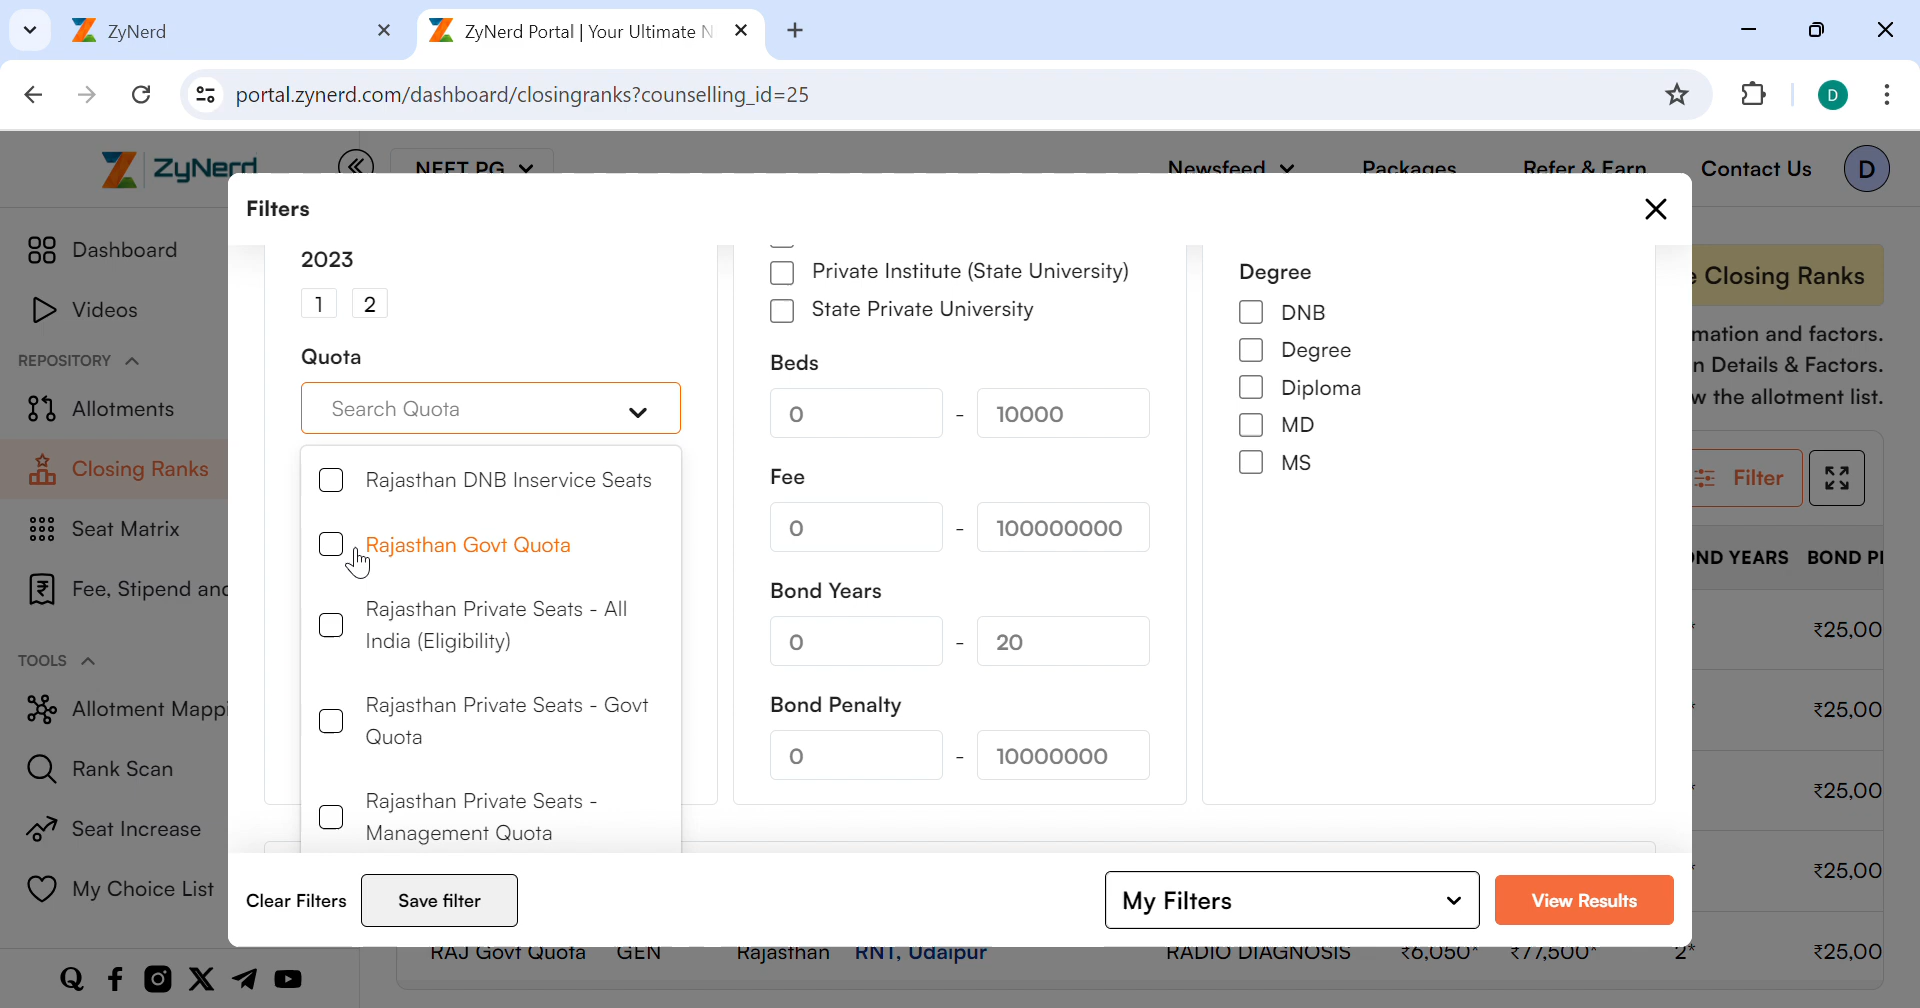 ZyNerd
ZyNerd Portal | Your Ultimate N
portal.zynerd.com/dashboard/closingranks?counselling_id=25
D
ZyNerd
NEET PG
Newsfeed
Packages
Refer & Earn
Contact Us
D
Filters
Dashboard
Videos
REPOSITORY
Allotments
Closing Ranks
Seat Matrix
Fee, Stipend and
TOOLS
Allotment Mappi
Rank Scan
Seat Increase
My Choice List
2023
1 2
Quota
Search Quota
Rajasthan DNB Inservice Seats
Rajasthan Govt Quota
Rajasthan Private Seats - All
India (Eligibility)
Rajasthan Private Seats - Govt
Quota
Rajasthan Private Seats -
Management Quota
Private Institute (State University)
State Private University
Beds
0 - 10000
Fee
0 - 100000000
Bond Years
0 - 20
Bond Penalty
0 - 10000000
Degree
DNB
Degree
Diploma
MD
MS
Closing Ranks
mation and factors.
n Details & Factors.
w the allotment list.
Filter
OND YEARS BOND PE
₹25,00
₹25,00
₹25,00
₹25,00
Clear Filters
Save filter
My Filters
View Results
RAJ Govt Quota GEN Rajasthan RNT, Udaipur RADIO DIAGNOSIS ₹6,050* ₹77,500* 2* ₹25,00